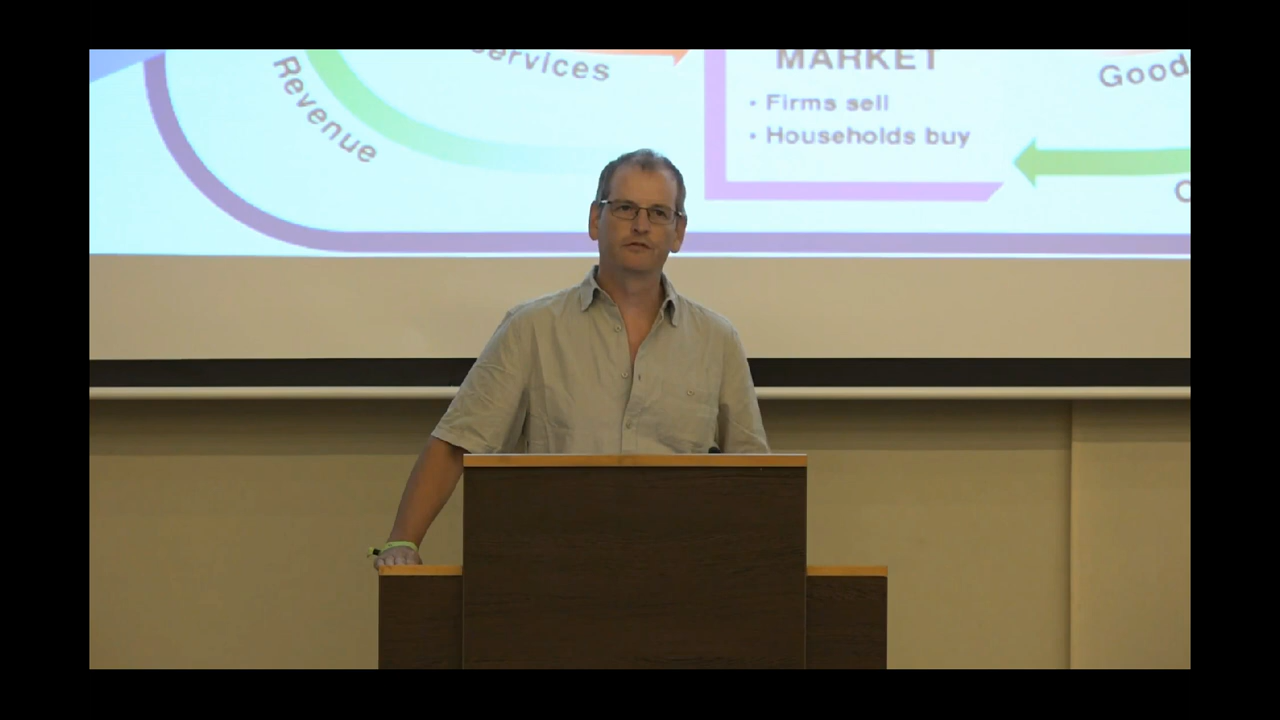 Revenue
services
MARKET
• Firms sell
• Households buy
Good